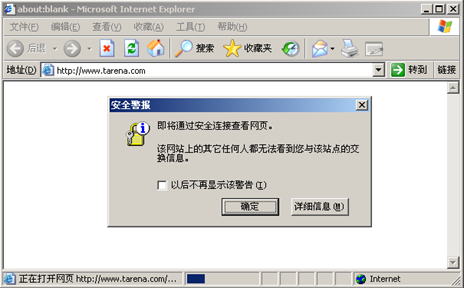 about:blank - Microsoft Internet Explorer
文件(F) 编辑(E) 查看(V) 收藏(A) 工具(T) 帮助(H)
后退 搜索 收藏夹
地址(D) http://www.tarena.com 转到 链接
安全警报
即将通过安全连接查看网页。
该网站上的其它任何人都无法看到您与该站点的交
换信息。
以后不再显示该警告(I)
确定 详细信息(M)
正在打开网页 http://www.tarena.com/... Internet